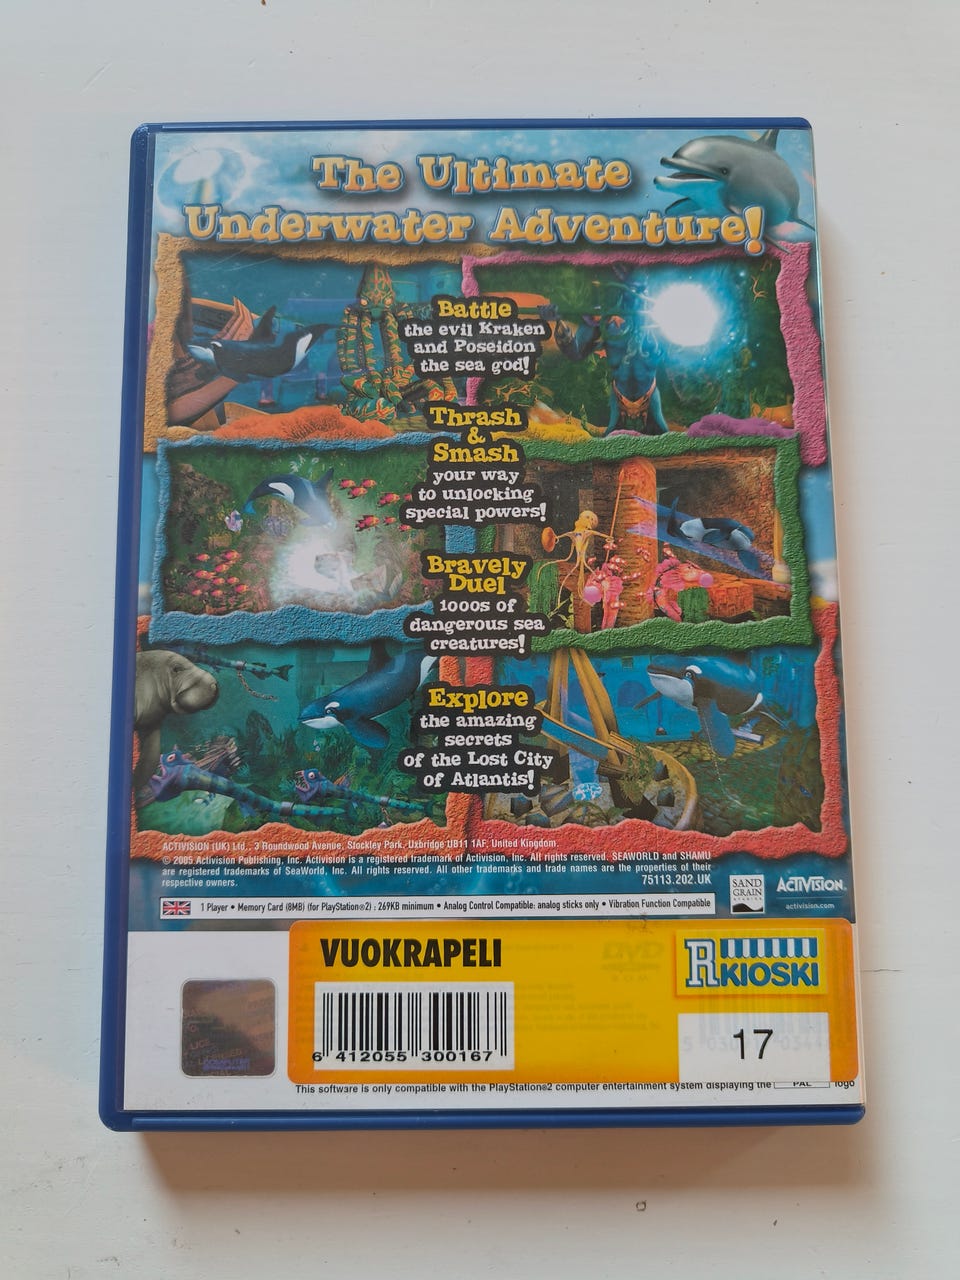 The Ultimate
Underwater Adventure!
Battle
the evil Kraken
and Poseidon
the sea god!
Thrash
&
Smash
your way
to unlocking
special powers!
Bravely
Duel
1000s of
dangerous sea
creatures!
Explore
the amazing
secrets
of the Lost City
of Atlantis!
ACTIVISION (UK) Ltd., 3 Roundwood Avenue, Stockley Park, Uxbridge UB11 1AF, United Kingdom.
© 2005 Activision Publishing, Inc. Activision is a registered trademark of Activision, Inc. All rights reserved. SEAWORLD and SHAMU
are registered trademarks of SeaWorld, Inc. All rights reserved. All other trademarks and trade names are the properties of their
respective owners.
75113.202.UK
SAND
GRAIN
STUDIOS
ACTIVISION
activision.com
1 Player • Memory Card (8MB) (for PlayStation®2) : 269KB minimum • Analog Control Compatible: analog sticks only • Vibration Function Compatible
VUOKRAPELI
R KIOSKI
6 412055 300167
17
This software is only compatible with the PlayStation®2 computer entertainment system displaying the PAL logo